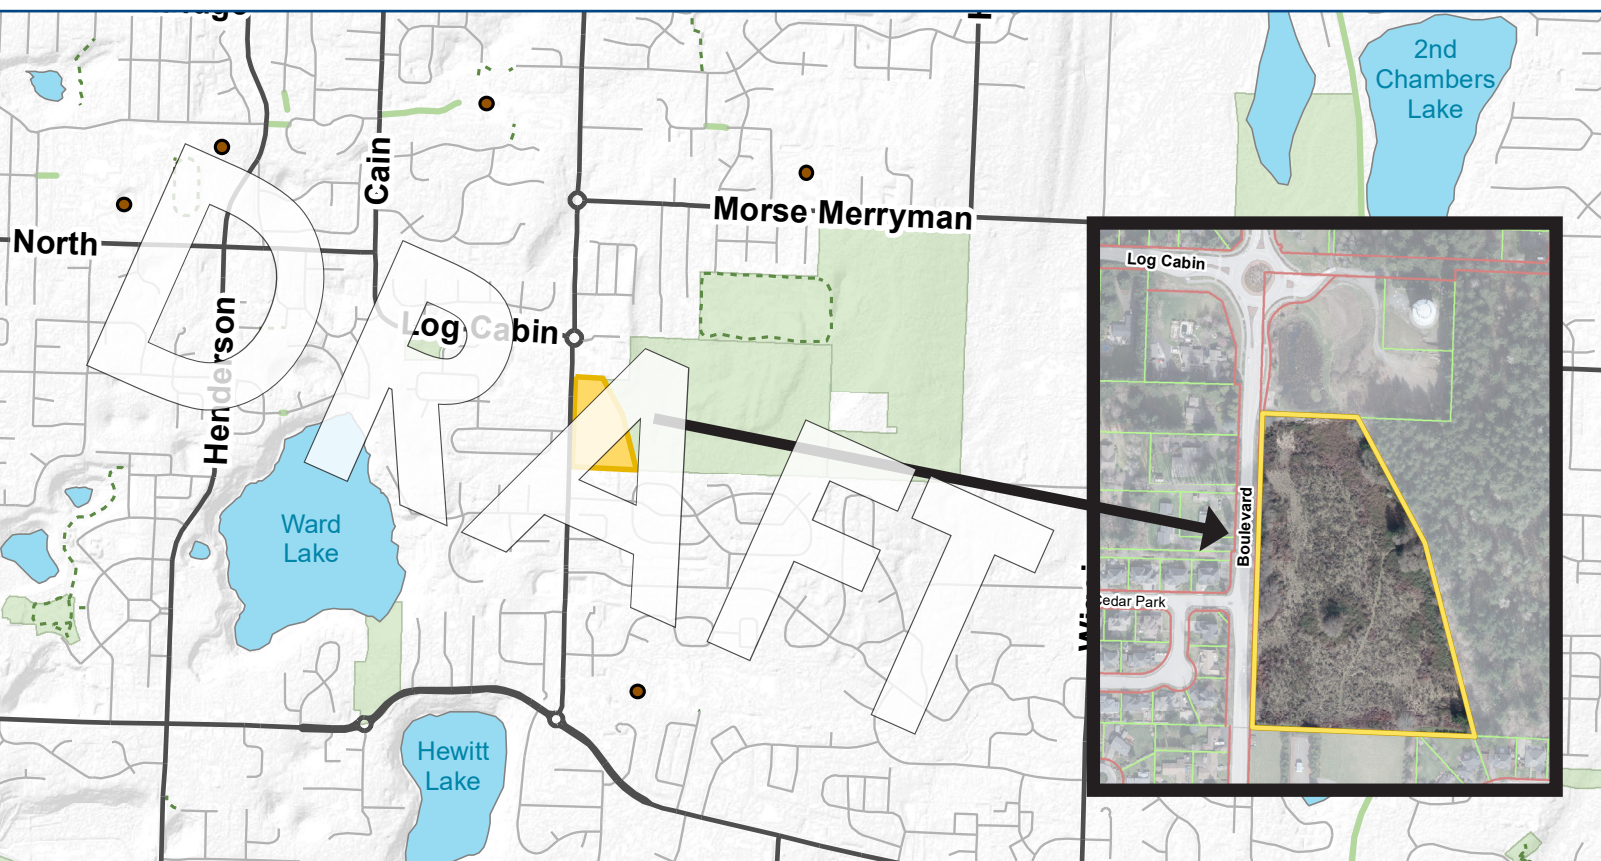 2nd
Chambers
Lake
Cain
Morse Merryman
North
Log Cabin
Henderson
Ward
Lake
Hewitt
Lake
DRAFT
Log Cabin
Boulevard
Cedar Park